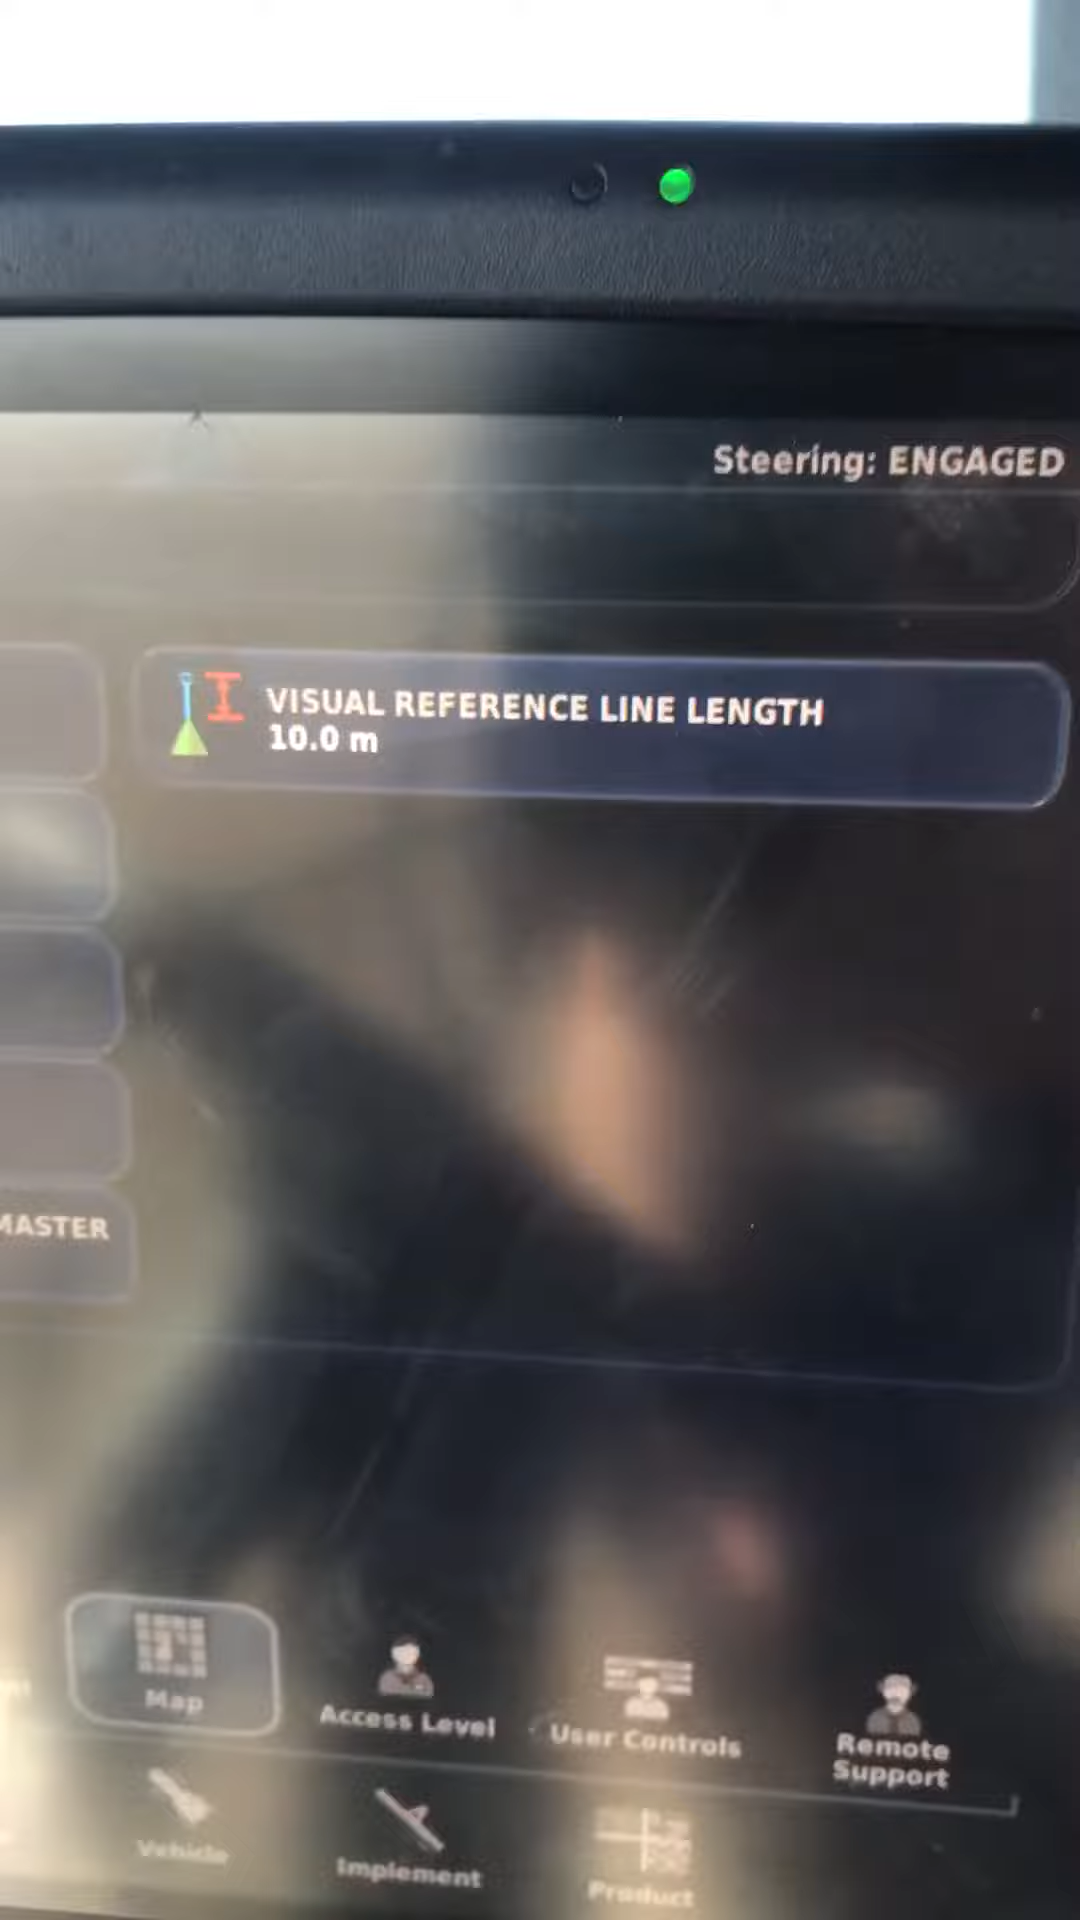 Steering: ENGAGED
VISUAL REFERENCE LINE LENGTH
10.0 m
MASTER
Map
Access Level
User Controls
Remote
Support
Vehicle
Implement
Product